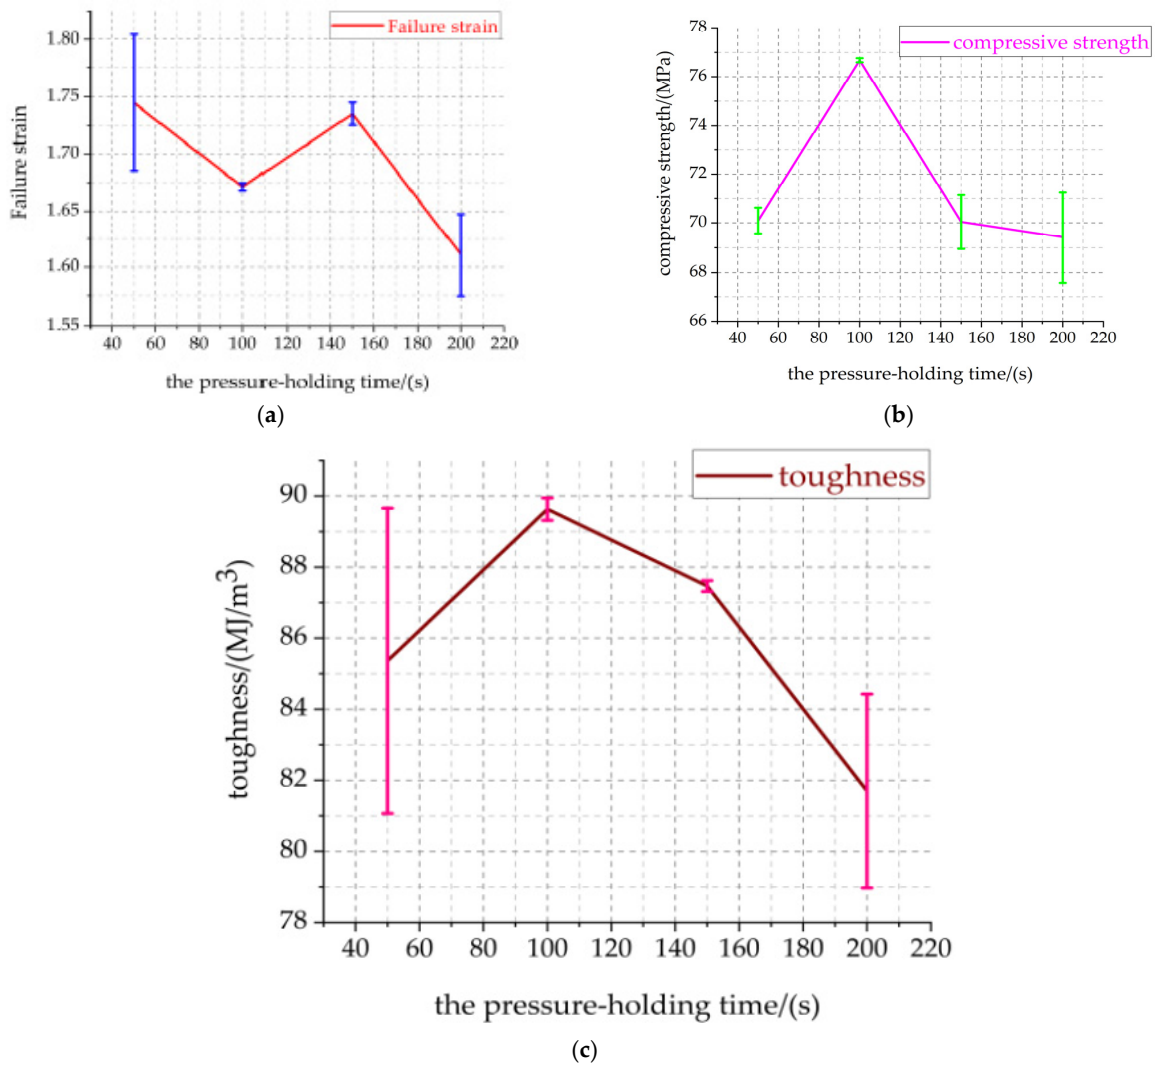 Failure strain
1.80
1.75
1.70
1.65
1.60
1.55
Failure strain
40 60 80 100 120 140 160 180 200 220
the pressure-holding time/(s)
(a)
compressive strength
78
76
74
72
70
68
66
compressive strength/(MPa)
40 60 80 100 120 140 160 180 200 220
the pressure-holding time/(s)
(b)
toughness
90
88
86
84
82
80
78
toughness/(MJ/m³)
40 60 80 100 120 140 160 180 200 220
the pressure-holding time/(s)
(c)